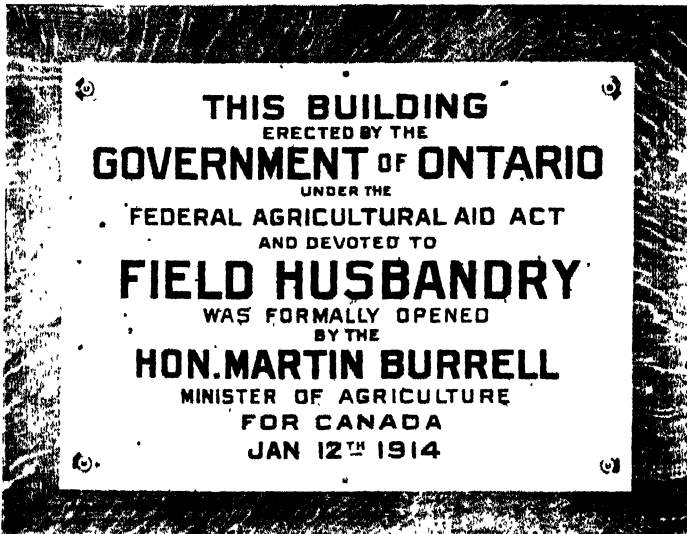 THIS BUILDING
ERECTED BY THE
GOVERNMENT OF ONTARIO
UNDER THE
FEDERAL AGRICULTURAL AID ACT
AND DEVOTED TO
FIELD HUSBANDRY
WAS FORMALLY OPENED
BY THE
HON. MARTIN BURRELL
MINISTER OF AGRICULTURE
FOR CANADA
JAN 12TH 1914